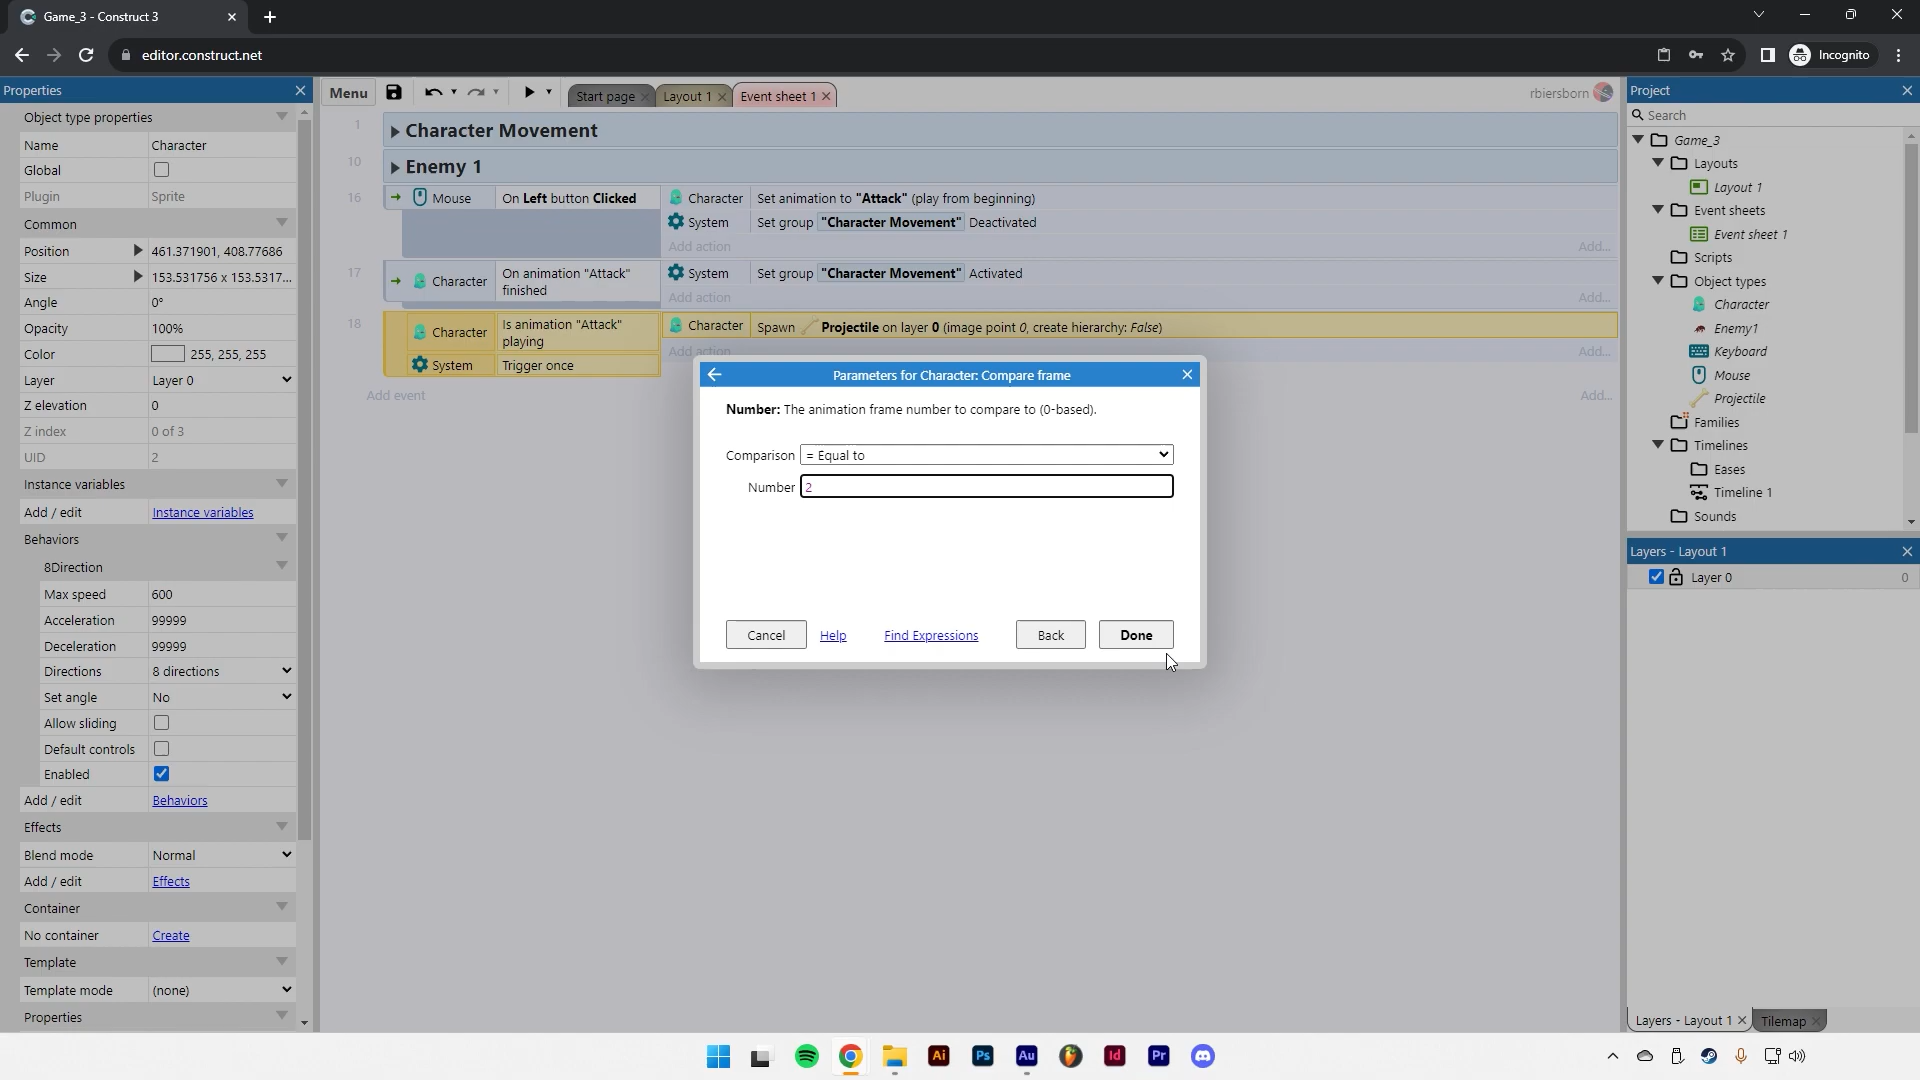 Game_3 - Construct 3
editor.construct.net
Incognito
Properties
Object type properties
Name Character
Global
Plugin Sprite
Common
Position 461.371901, 408.77686
Size 153.531756 x 153.5317...
Angle 0°
Opacity 100%
Color 255, 255, 255
Layer Layer 0
Z elevation 0
Z index 0 of 3
UID 2
Instance variables
Add / edit Instance variables
Behaviors
8Direction
Max speed 600
Acceleration 99999
Deceleration 99999
Directions 8 directions
Set angle No
Allow sliding
Default controls
Enabled
Add / edit Behaviors
Effects
Blend mode Normal
Add / edit Effects
Container
No container Create
Template
Template mode (none)
Properties
Menu
Start page
Layout 1
Event sheet 1
rbiersborn
1 Character Movement
10 Enemy 1
16 Mouse On Left button Clicked
Character Set animation to "Attack" (play from beginning)
System Set group "Character Movement" Deactivated
Add action Add...
17 Character On animation "Attack" finished
System Set group "Character Movement" Activated
Add action Add...
18 Character Is animation "Attack" playing
Character Spawn Projectile on layer 0 (image point 0, create hierarchy: False)
Add action Add...
System Trigger once
Add event Add...
Parameters for Character: Compare frame
Number: The animation frame number to compare to (0-based).
Comparison = Equal to
Number 2
Cancel
Help
Find Expressions
Back
Done
Project
Search
Game_3
Layouts
Layout 1
Event sheets
Event sheet 1
Scripts
Object types
Character
Enemy1
Keyboard
Mouse
Projectile
Families
Timelines
Eases
Timeline 1
Sounds
Layers - Layout 1
Layer 0 0
Layers - Layout 1
Tilemap
Ai
Ps
Au
Id
Pr